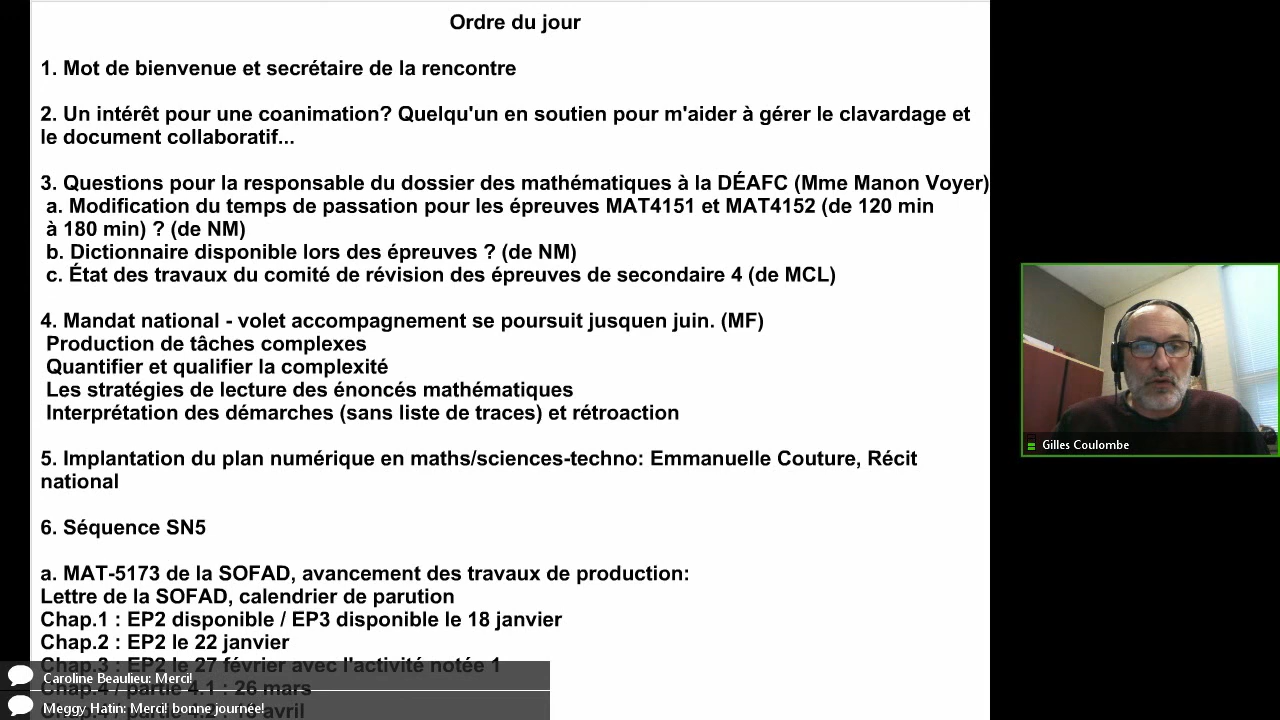 Ordre du jour
1. Mot de bienvenue et secrétaire de la rencontre
2. Un intérêt pour une coanimation? Quelqu'un en soutien pour m'aider à gérer le clavardage et
le document collaboratif...
3. Questions pour la responsable du dossier des mathématiques à la DÉAFC (Mme Manon Voyer)
a. Modification du temps de passation pour les épreuves MAT4151 et MAT4152 (de 120 min
à 180 min) ? (de NM)
b. Dictionnaire disponible lors des épreuves ? (de NM)
c. État des travaux du comité de révision des épreuves de secondaire 4 (de MCL)
4. Mandat national - volet accompagnement se poursuit jusquen juin. (MF)
Production de tâches complexes
Quantifier et qualifier la complexité
Les stratégies de lecture des énoncés mathématiques
Interprétation des démarches (sans liste de traces) et rétroaction
5. Implantation du plan numérique en maths/sciences-techno: Emmanuelle Couture, Récit
national
6. Séquence SN5
a. MAT-5173 de la SOFAD, avancement des travaux de production:
Lettre de la SOFAD, calendrier de parution
Chap.1 : EP2 disponible / EP3 disponible le 18 janvier
Chap.2 : EP2 le 22 janvier
Chap.3 : EP2 le 27 février avec l'activité notée 1
Chap.4 / partie 4.1 : 26 mars
Chap.4 / partie 4.2 : avril
Caroline Beaulieu: Merci!
Meggy Hatin: Merci! bonne journée!
Gilles Coulombe